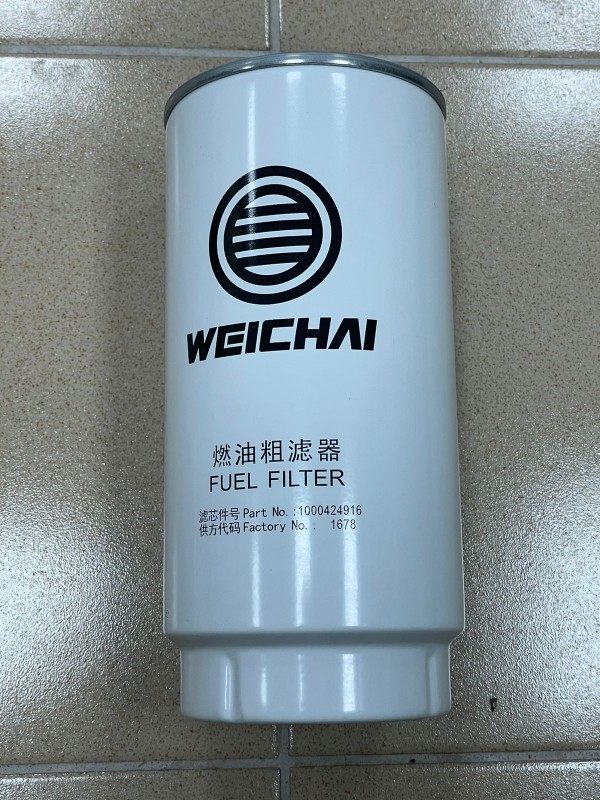 WEICHAI
燃油粗滤器
FUEL FILTER
滤芯件号 Part No. :1000424916
供方代码 Factory No. : 1678